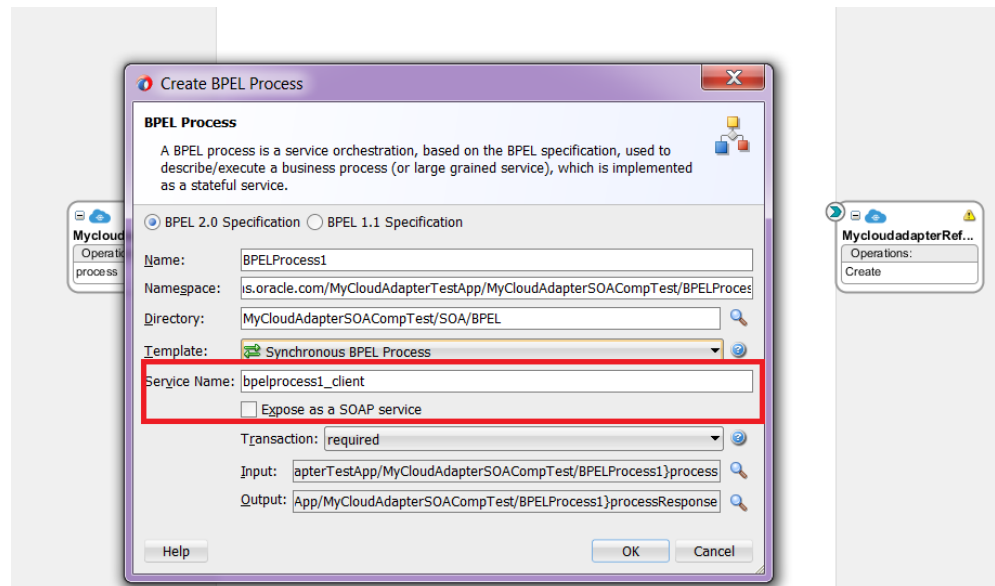 Create BPEL Process
BPEL Process
A BPEL process is a service orchestration, based on the BPEL specification, used to
describe/execute a business process (or large grained service), which is implemented
as a stateful service.
BPEL 2.0 Specification BPEL 1.1 Specification
Name: BPELProcess1
Namespace: us.oracle.com/MyCloudAdapterTestApp/MyCloudAdapterSOACompTest/BPELProces
Directory: MyCloudAdapterSOACompTest/SOA/BPEL
Template: Synchronous BPEL Process
Service Name: bpelprocess1_client
Expose as a SOAP service
Transaction: required
Input: apterTestApp/MyCloudAdapterSOACompTest/BPELProcess1}process
Output: App/MyCloudAdapterSOACompTest/BPELProcess1}processResponse
Help OK Cancel
Mycloud
Operatio
process
MycloudadapterRef...
Operations:
Create